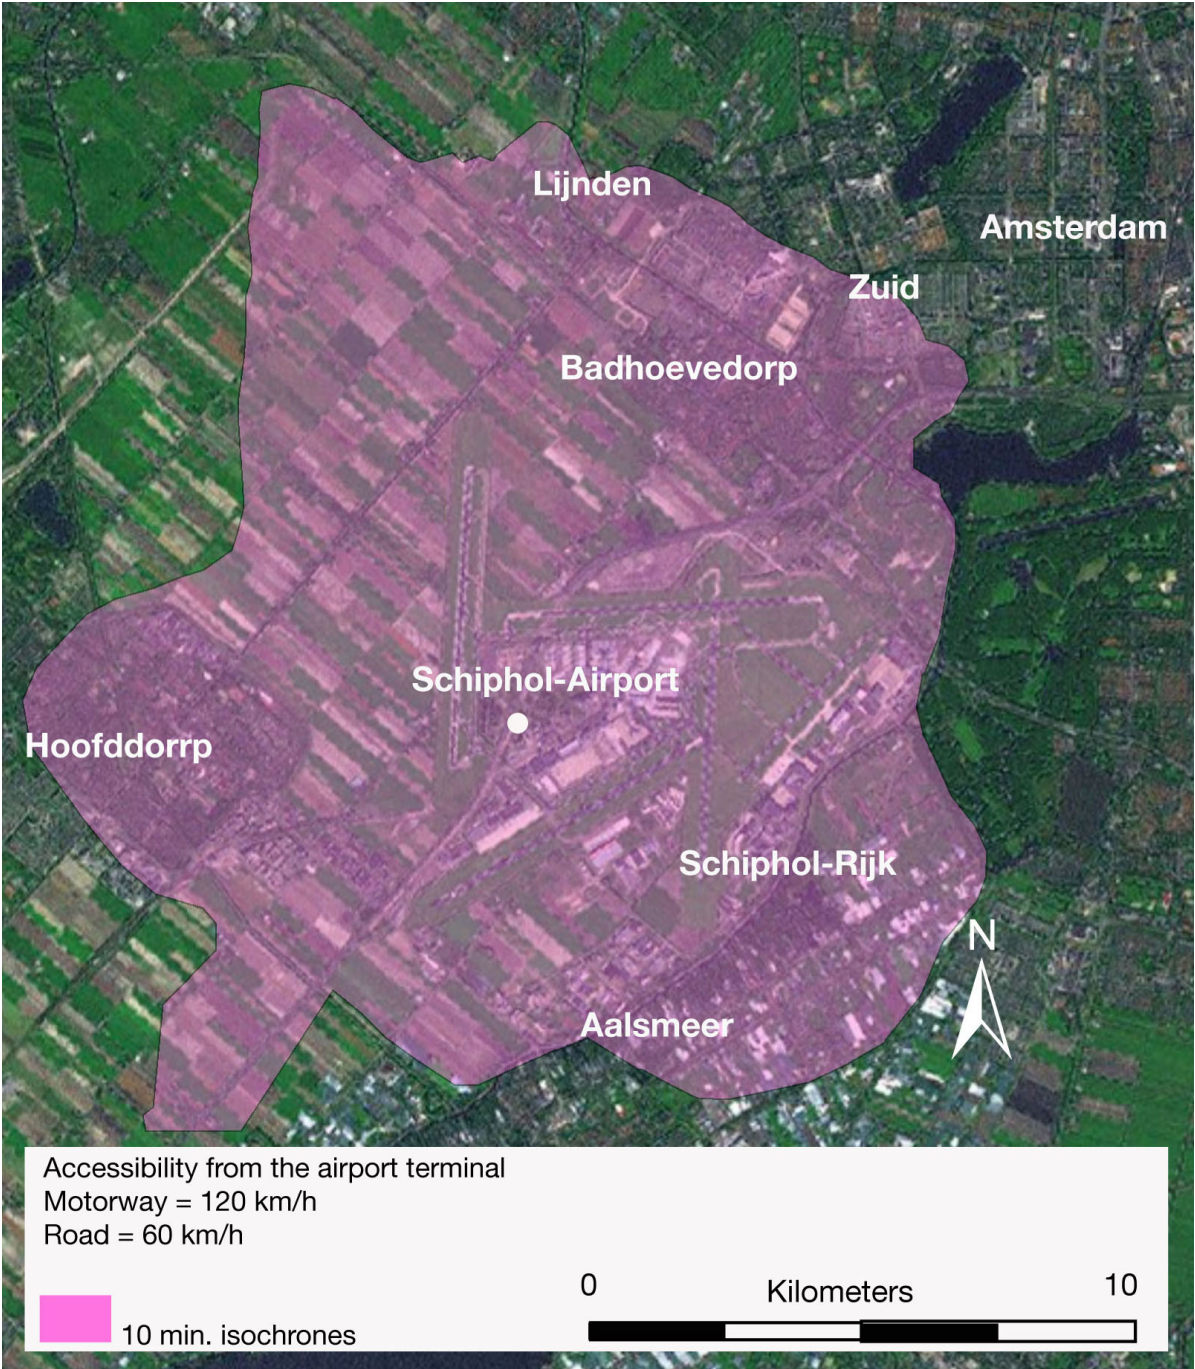 Lijnden
Amsterdam
Zuid
Badhoevedorp
Schiphol-Airport
Hoofddorrp
Schiphol-Rijk
N
Aalsmeer
Accessibility from the airport terminal
Motorway = 120 km/h
Road = 60 km/h
0 Kilometers 10
10 min. isochrones